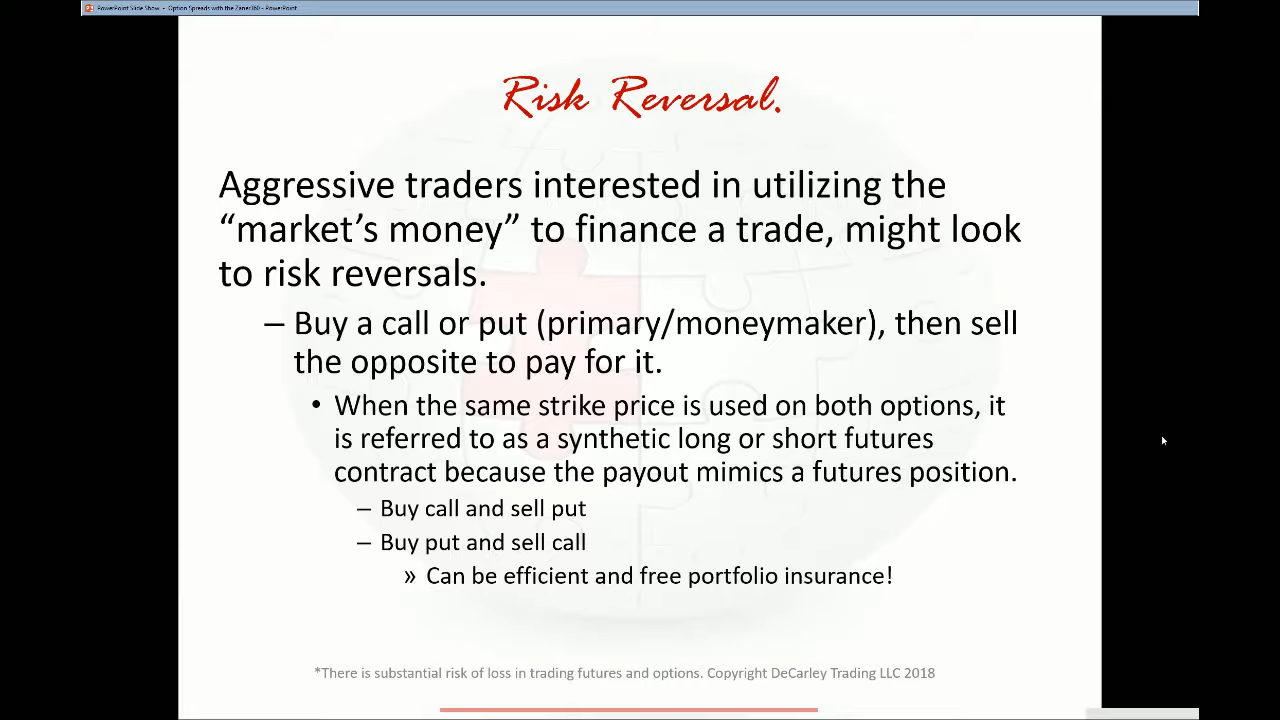 PowerPoint Slide Show - Option Spreads with the Zaner360 - PowerPoint
Risk Reversal.
Aggressive traders interested in utilizing the
“market’s money” to finance a trade, might look
to risk reversals.
– Buy a call or put (primary/moneymaker), then sell
the opposite to pay for it.
• When the same strike price is used on both options, it
is referred to as a synthetic long or short futures
contract because the payout mimics a futures position.
– Buy call and sell put
– Buy put and sell call
» Can be efficient and free portfolio insurance!
*There is substantial risk of loss in trading futures and options. Copyright DeCarley Trading LLC 2018